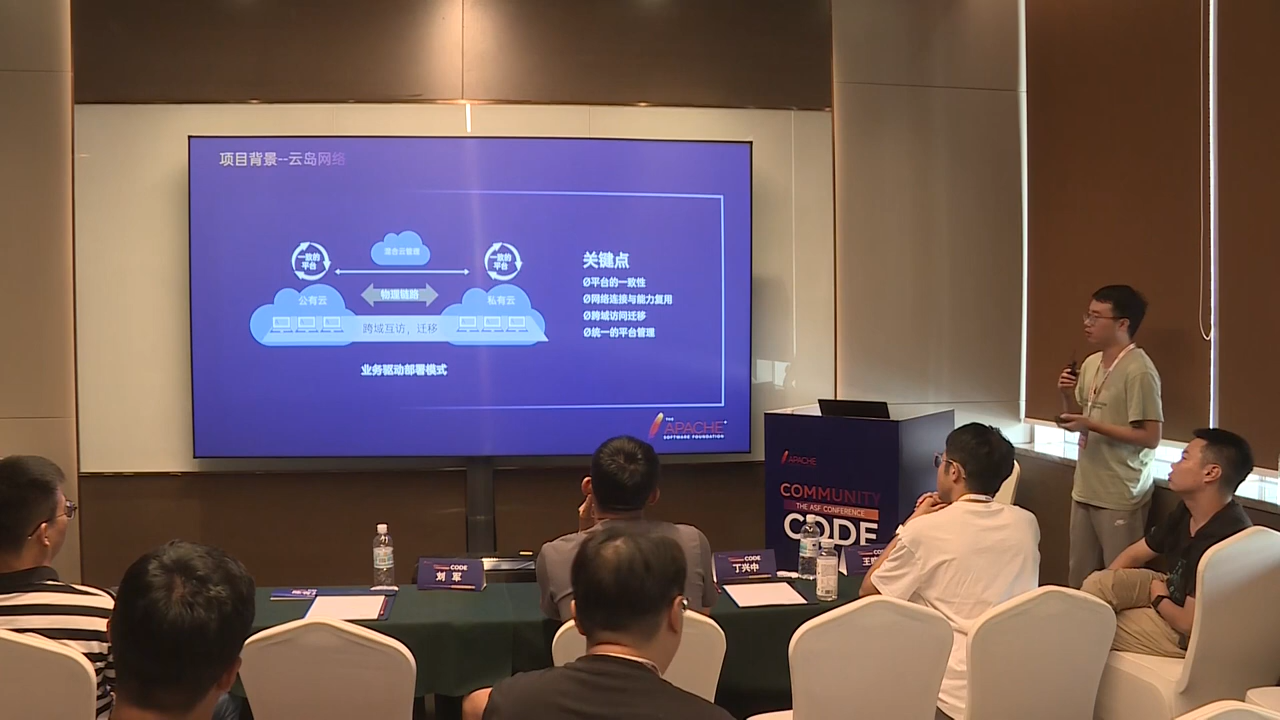 项目背景--云岛网络
一致的
平台
混合云管理
一致的
平台
物理链路
公有云
私有云
跨域互访，迁移
业务驱动部署模式
关键点
Ø平台的一致性
Ø网络连接与能力复用
Ø跨域访问迁移
Ø统一的平台管理
THE
APACHE
SOFTWARE FOUNDATION
APACHE
COMMUNITY
THE ASF CONFERENCE
CODE
CODE
刘 军
CODE
丁兴中